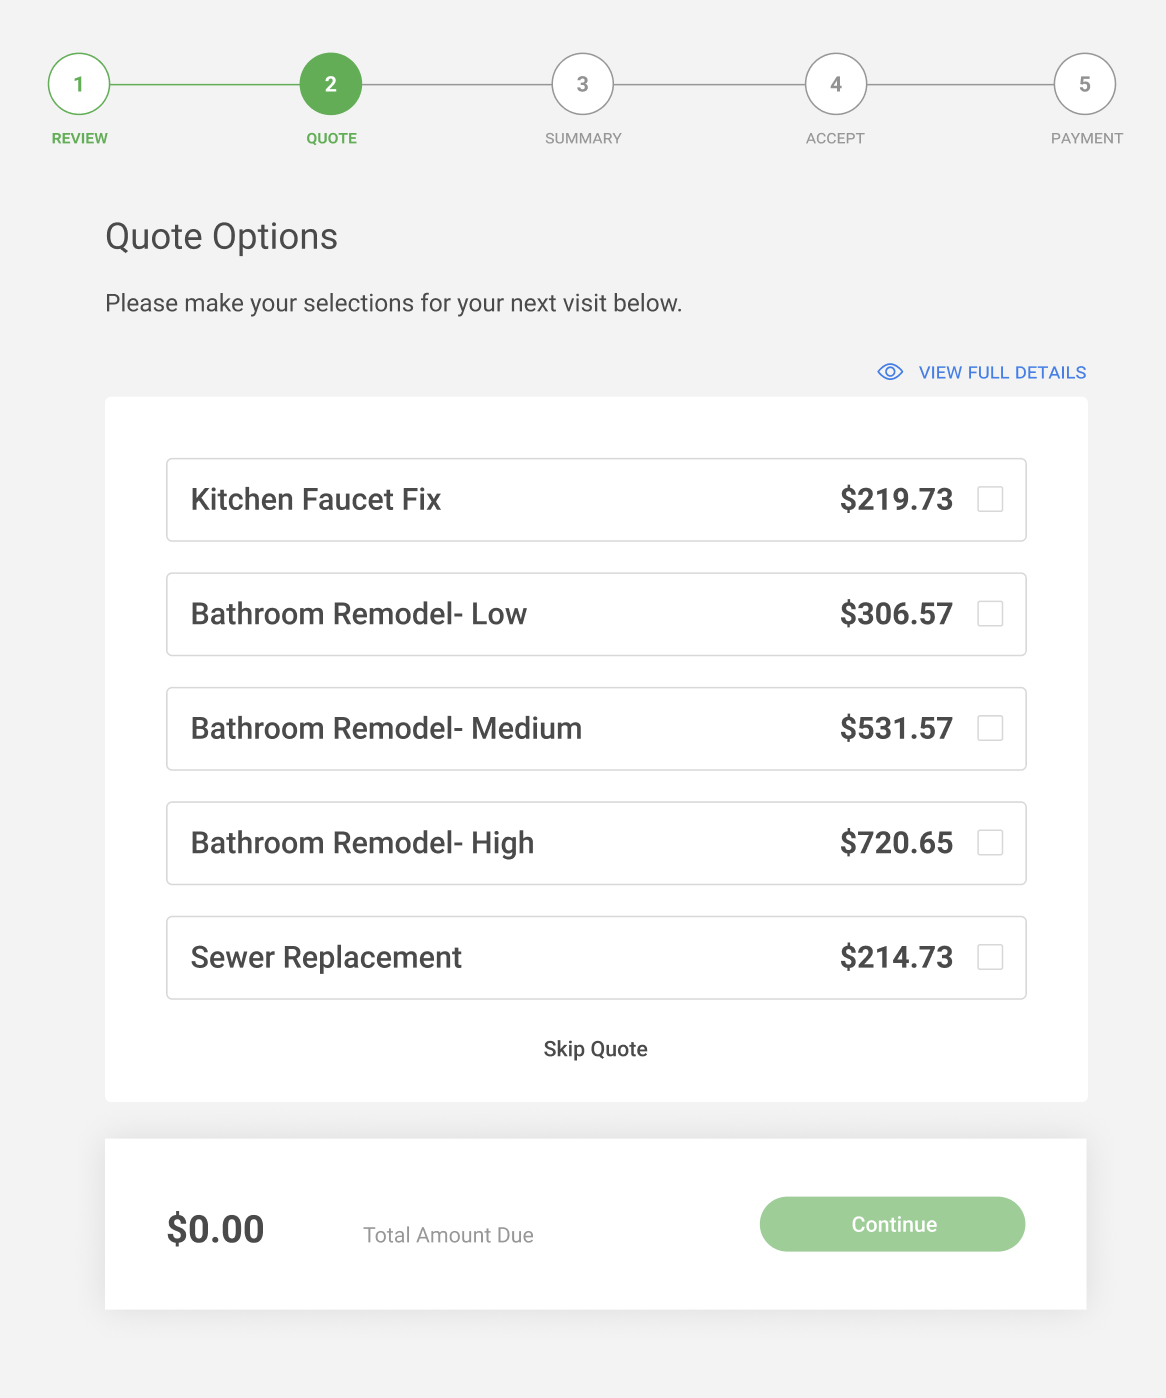 1 2 3 4 5
REVIEW QUOTE SUMMARY ACCEPT PAYMENT
Quote Options
Please make your selections for your next visit below.
VIEW FULL DETAILS
Kitchen Faucet Fix $219.73
Bathroom Remodel- Low $306.57
Bathroom Remodel- Medium $531.57
Bathroom Remodel- High $720.65
Sewer Replacement $214.73
Skip Quote
$0.00 Total Amount Due Continue